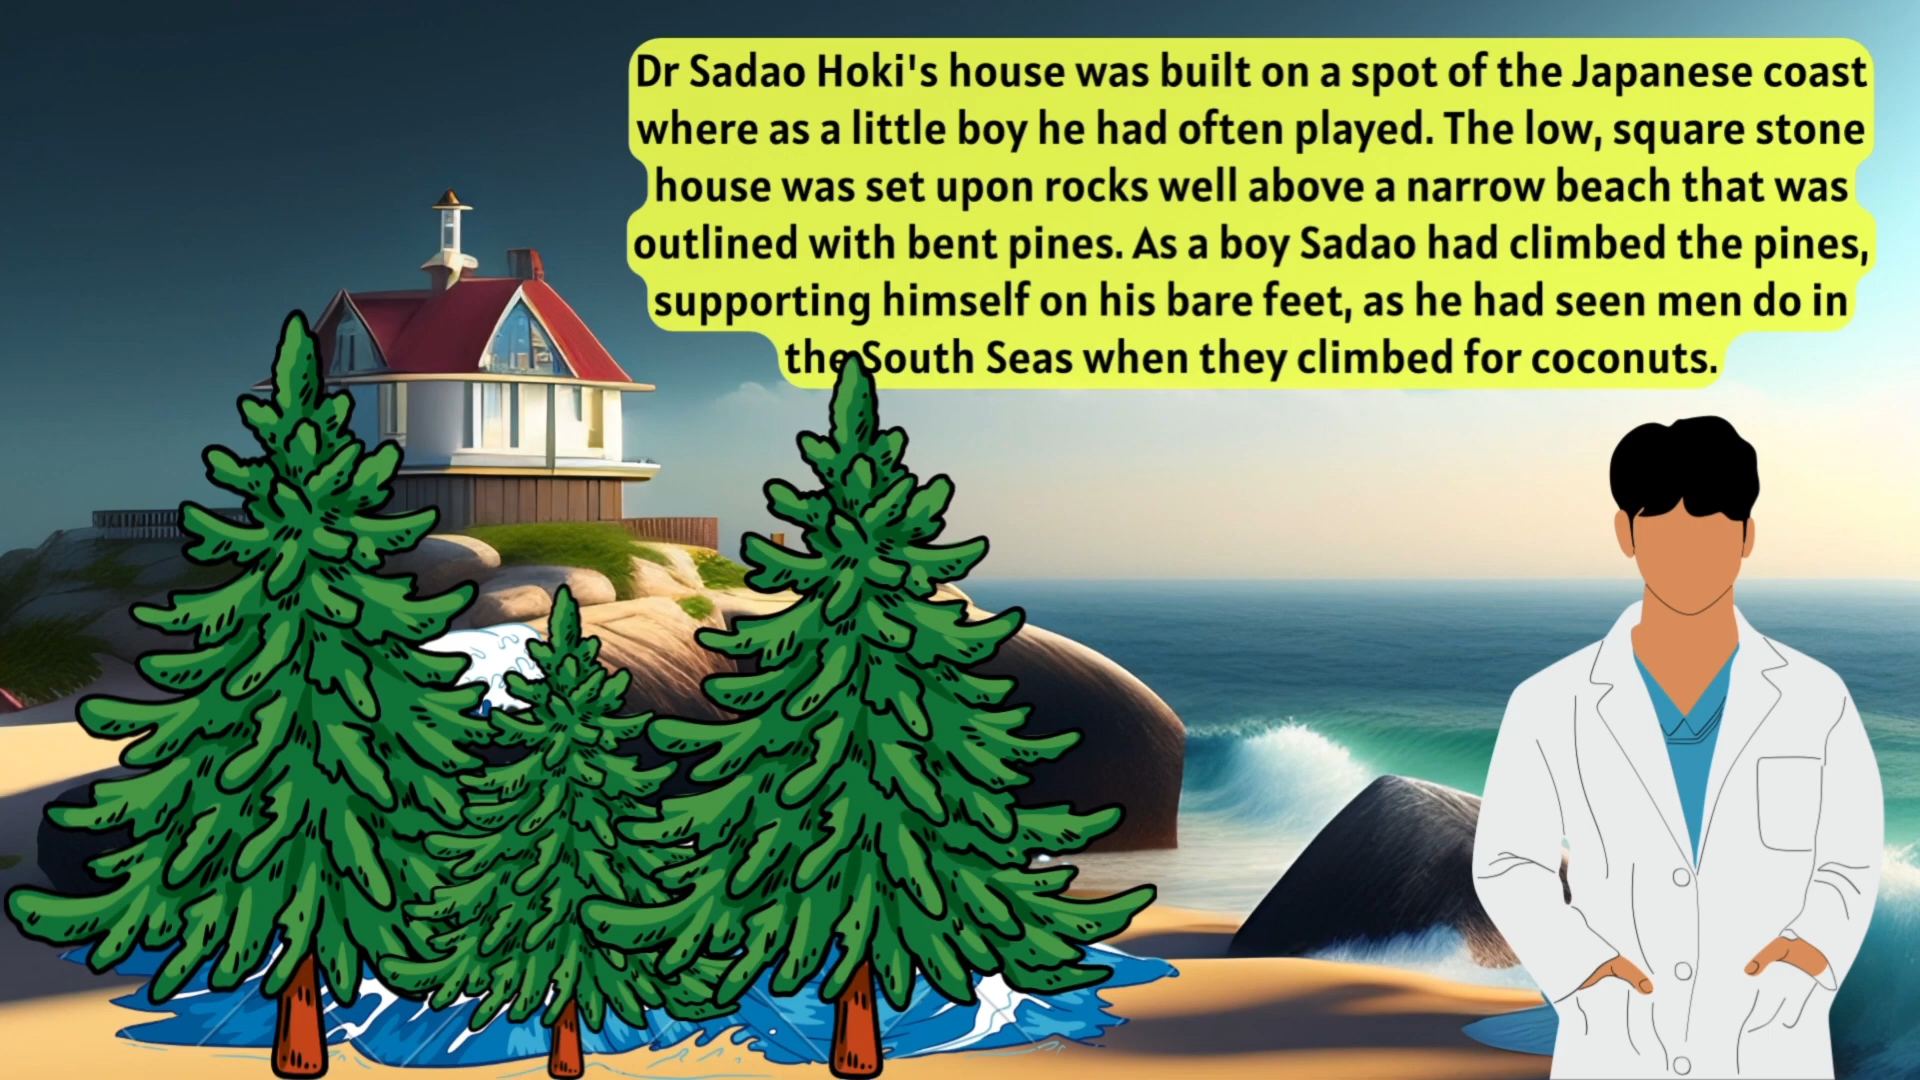 Dr Sadao Hoki's house was built on a spot of the Japanese coast
where as a little boy he had often played. The low, square stone
house was set upon rocks well above a narrow beach that was
outlined with bent pines. As a boy Sadao had climbed the pines,
supporting himself on his bare feet, as he had seen men do in
the South Seas when they climbed for coconuts.